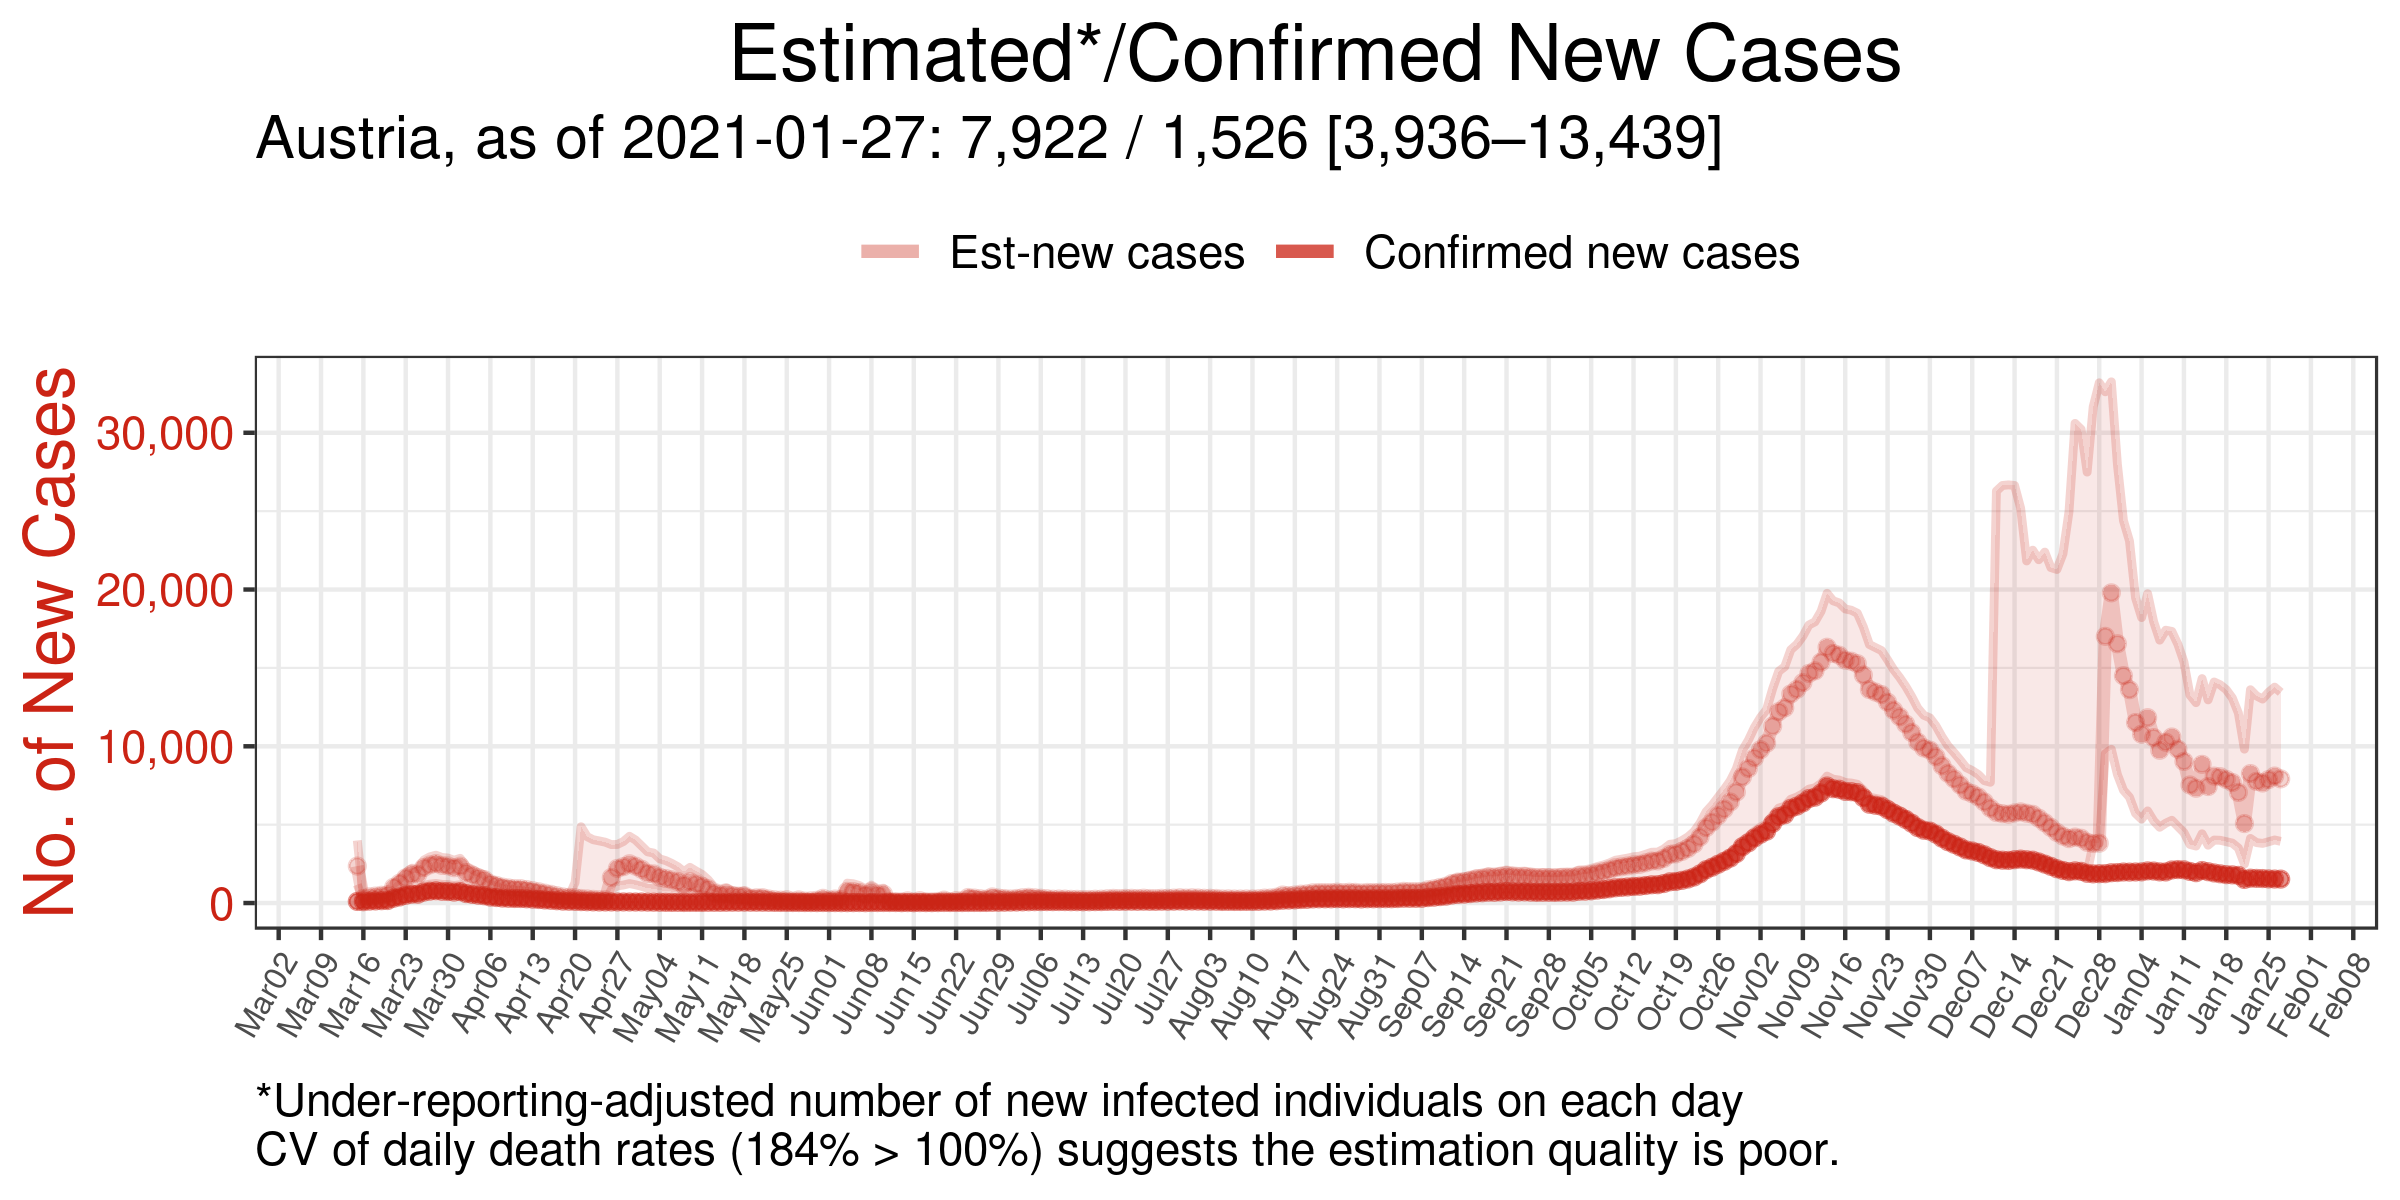 Estimated*/Confirmed New Cases
Austria, as of 2021-01-27: 7,922 / 1,526 [3,936–13,439]
Est-new cases Confirmed new cases
No. of New Cases
30,000
20,000
10,000
0
Mar02 Mar09 Mar16 Mar23 Mar30 Apr06 Apr13 Apr20 Apr27 May04 May11 May18 May25 Jun01 Jun08 Jun15 Jun22 Jun29 Jul06 Jul13 Jul20 Jul27 Aug03 Aug10 Aug17 Aug24 Aug31 Sep07 Sep14 Sep21 Sep28 Oct05 Oct12 Oct19 Oct26 Nov02 Nov09 Nov16 Nov23 Nov30 Dec07 Dec14 Dec21 Dec28 Jan04 Jan11 Jan18 Jan25 Feb01 Feb08
*Under-reporting-adjusted number of new infected individuals on each day
CV of daily death rates (184% > 100%) suggests the estimation quality is poor.